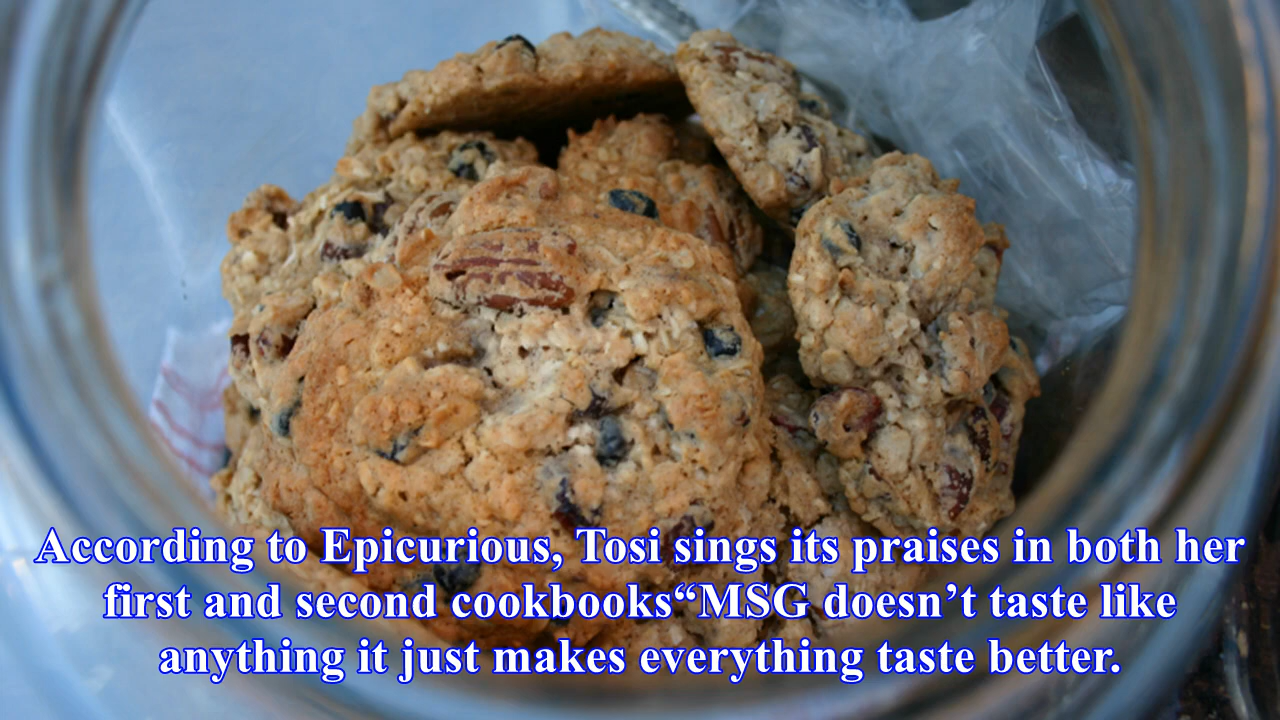 According to Epicurious, Tosi sings its praises in both her
first and second cookbooks“MSG doesn’t taste like
anything it just makes everything taste better.